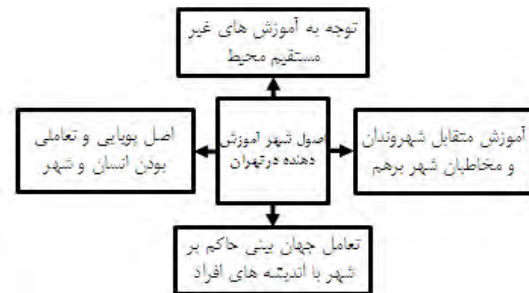 توجه به آموزش های غیر
مستقیم محیط
آموزش متقابل شهروندان
و مخاطبان شهر برهم
اصول شهر آموزش
دهنده درتهران
اصل پویایی و تعاملی
بودن انسان و شهر
تعامل جهان بینی حاکم بر
شهر با اندیشه های افراد